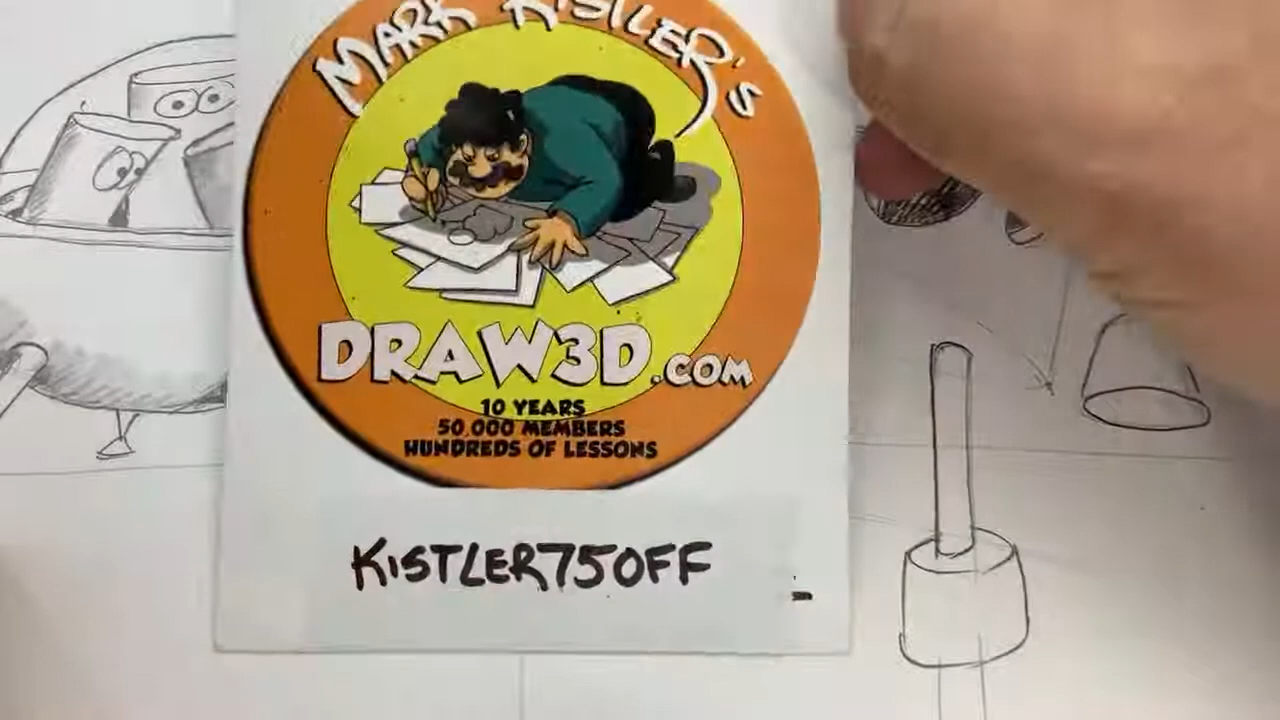 MARK KISTLER'S
DRAW3D.COM
10 YEARS
50,000 MEMBERS
HUNDREDS OF LESSONS
KISTLER75OFF